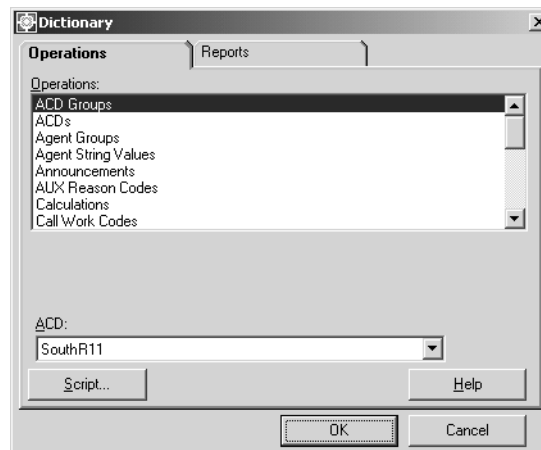 Dictionary
Operations
Reports
Operations:
ACD Groups
ACDs
Agent Groups
Agent String Values
Announcements
AUX Reason Codes
Calculations
Call Work Codes
ACD:
SouthR11
Script...
Help
OK
Cancel